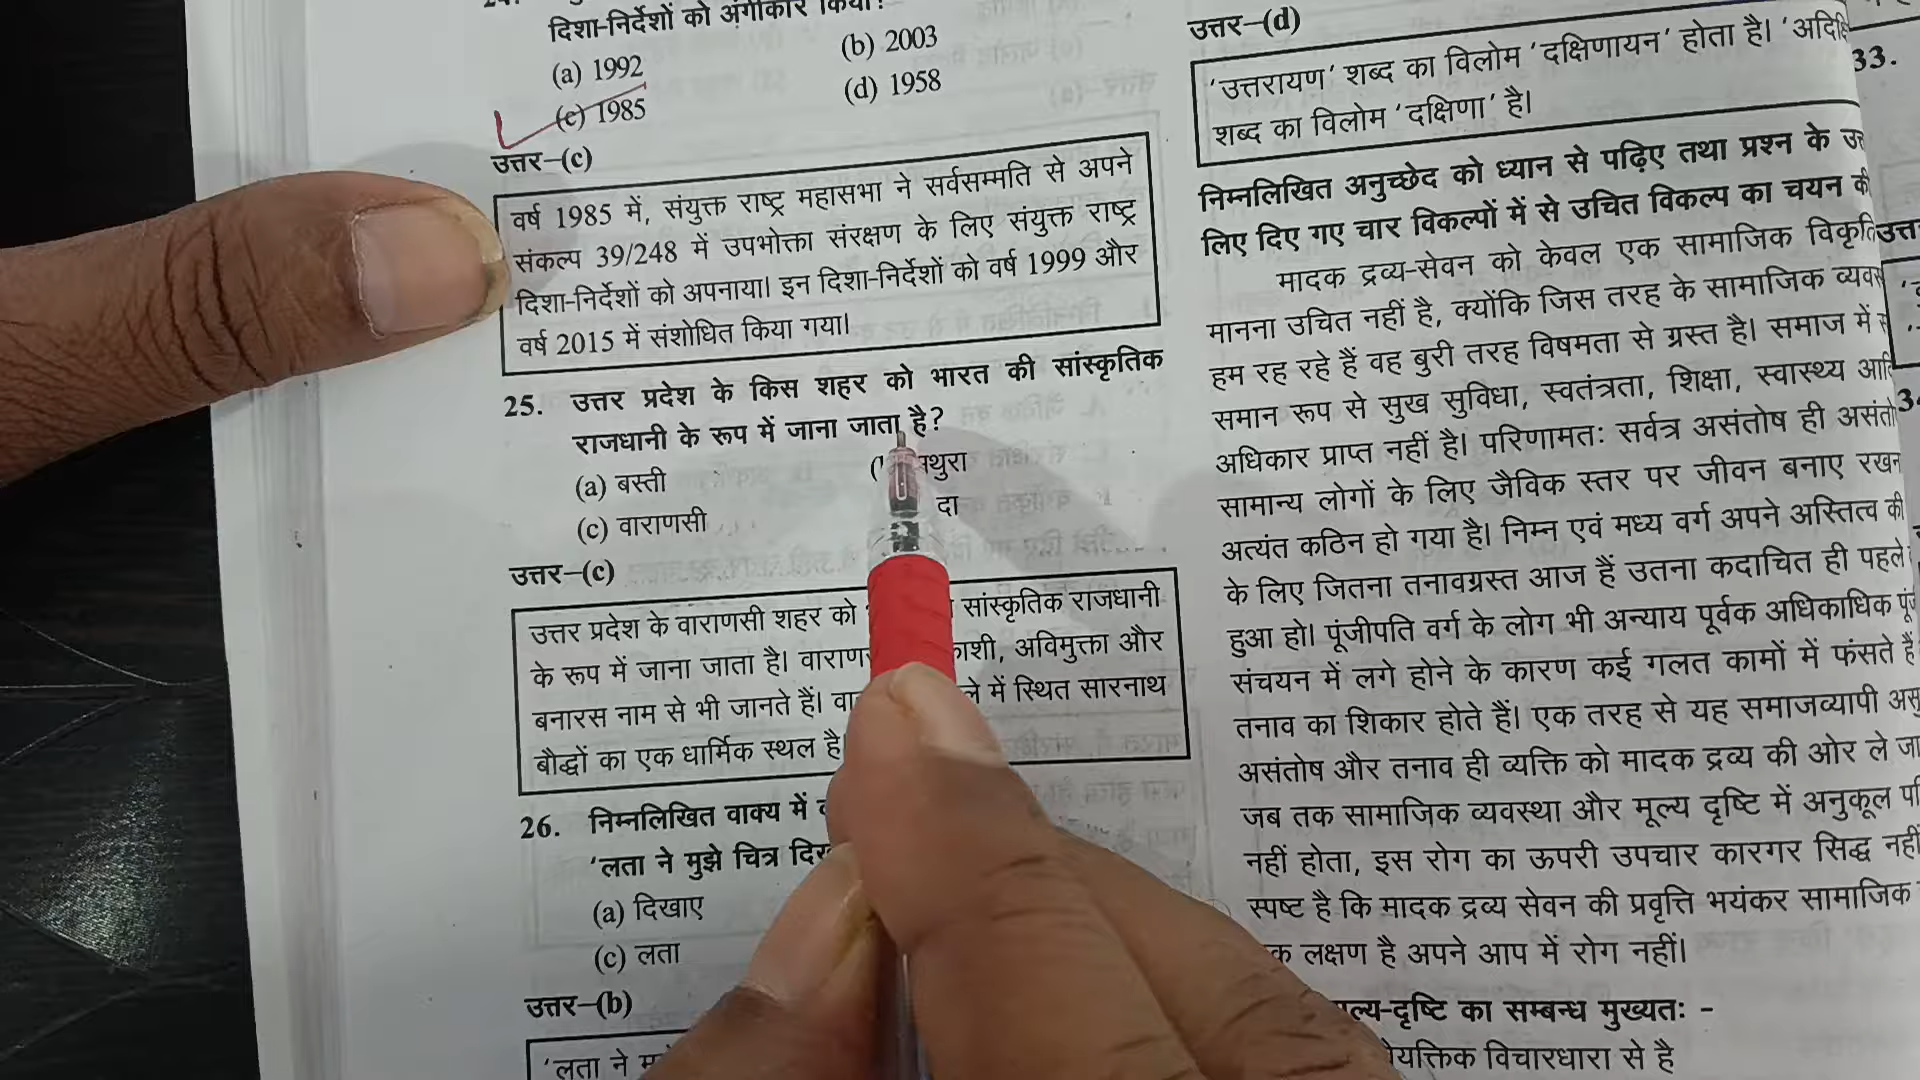 दिशा-निर्देशों को अंगीकार किया?
(a) 1992
(b) 2003
(c) 1985
(d) 1958
उत्तर–(c)
वर्ष 1985 में, संयुक्त राष्ट्र महासभा ने सर्वसम्मति से अपने
संकल्प 39/248 में उपभोक्ता संरक्षण के लिए संयुक्त राष्ट्र
दिशा-निर्देशों को अपनाया। इन दिशा-निर्देशों को वर्ष 1999 और
वर्ष 2015 में संशोधित किया गया।
25. उत्तर प्रदेश के किस शहर को भारत की सांस्कृतिक
राजधानी के रूप में जाना जाता है?
(a) बस्ती
(c) वाराणसी
उत्तर–(c)
उत्तर प्रदेश के वाराणसी शहर को सांस्कृतिक राजधानी
के रूप में जाना जाता है। अविमुक्ता और
बनारस नाम से भी जानते हैं। में स्थित सारनाथ
बौद्धों का एक धार्मिक स्थल है।
26. निम्नलिखित वाक्य में
'लता ने मुझे चित्र
(a) दिखाए
(c) लता
उत्तर–(b)
'लता ने
उत्तर–(d)
'उत्तरायण' शब्द का विलोम 'दक्षिणायन' होता है।
शब्द का विलोम 'दक्षिणा' है।
निम्नलिखित अनुच्छेद को ध्यान से पढ़िए तथा प्रश्न के
लिए दिए गए चार विकल्पों में से उचित विकल्प का चयन
मादक द्रव्य-सेवन को केवल एक सामाजिक
मानना उचित नहीं है, क्योंकि जिस तरह के सामाजिक
हम रह रहे हैं वह बुरी तरह विषमता से ग्रस्त है। समाज में
समान रूप से सुख सुविधा, स्वतंत्रता, शिक्षा, स्वास्थ्य
अधिकार प्राप्त नहीं है। परिणामतः सर्वत्र असंतोष ही
सामान्य लोगों के लिए जैविक स्तर पर जीवन बनाए
अत्यंत कठिन हो गया है। निम्न एवं मध्य वर्ग अपने अस्तित्व की
के लिए जितना तनावग्रस्त आज हैं उतना कदाचित ही पहले
हुआ हो। पूंजीपति वर्ग के लोग भी अन्याय पूर्वक अधिकाधिक
संचयन में लगे होने के कारण कई गलत कामों में फंसते हैं
तनाव का शिकार होते हैं। एक तरह से यह समाजव्यापी
असंतोष और तनाव ही व्यक्ति को मादक द्रव्य की ओर ले
जब तक सामाजिक व्यवस्था और मूल्य दृष्टि में अनुकूल
नहीं होता, इस रोग का ऊपरी उपचार कारगर सिद्ध नहीं
स्पष्ट है कि मादक द्रव्य सेवन की प्रवृत्ति भयंकर सामाजिक
लक्षण है अपने आप में रोग नहीं।
का सम्बन्ध मुख्यतः -
विचारधारा से है
33.